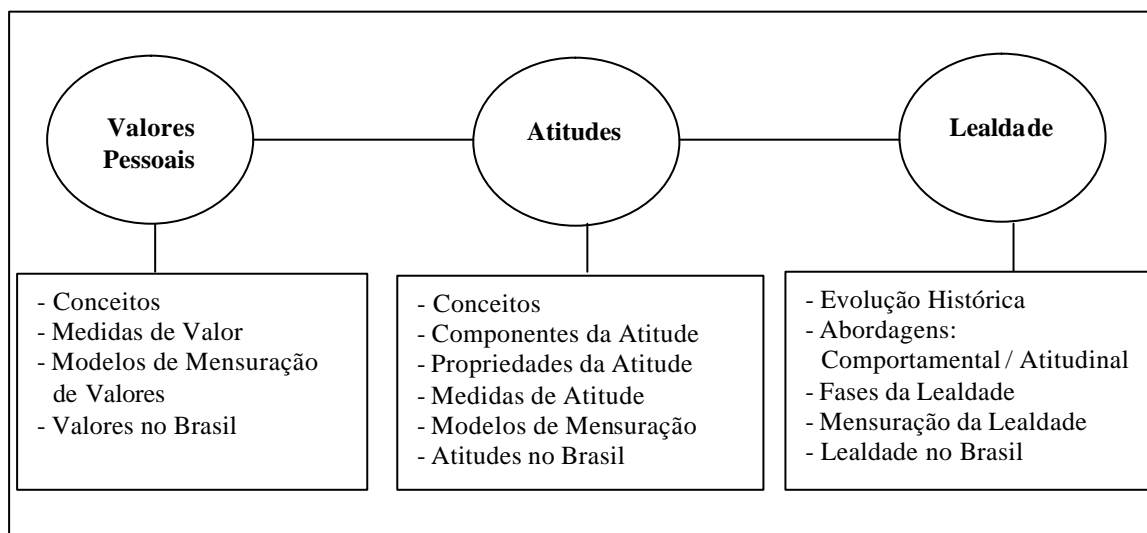 Valores
Pessoais
Atitudes
Lealdade
- Conceitos
- Medidas de Valor
- Modelos de Mensuração
de Valores
- Valores no Brasil
- Conceitos
- Componentes da Atitude
- Propriedades da Atitude
- Medidas de Atitude
- Modelos de Mensuração
- Atitudes no Brasil
- Evolução Histórica
- Abordagens:
Comportamental / Atitudinal
- Fases da Lealdade
- Mensuração da Lealdade
- Lealdade no Brasil